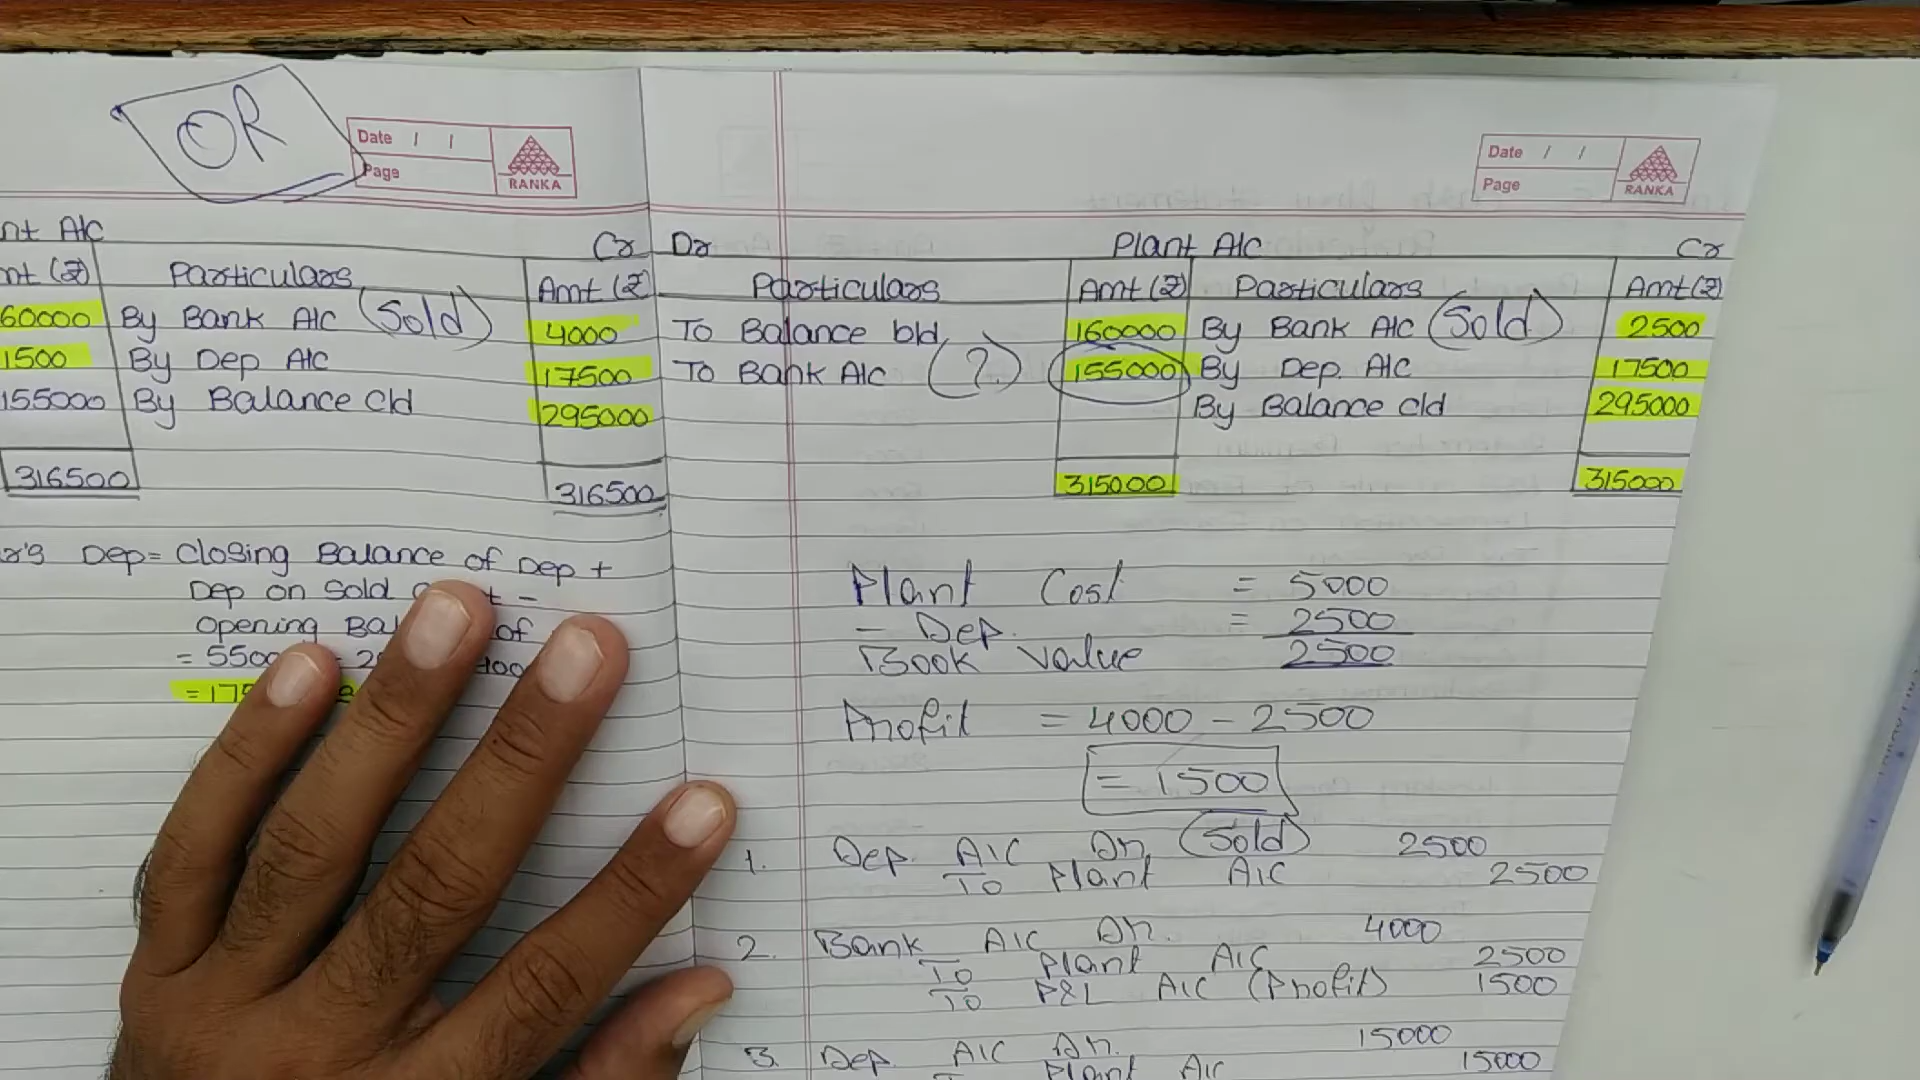 OR
Date / /
Page
RANKA
nt A/c
Cr
nt (₹) Particulars Amt (₹)
60000 By Bank A/c (Sold) 4000
1500 By Dep A/c 17500
155000 By Balance c/d 295000
316500 316500
r's Dep = Closing Balance of Dep +
Dep on Sold -
Opening of
= 5500
= 175
Date / /
Page
RANKA
Dr Plant A/c Cr
Particulars Amt (₹) Particulars Amt (₹)
To Balance b/d 160000 By Bank A/c (Sold) 2500
To Bank A/c (?) 155000 By Dep. A/c 17500
By Balance c/d 295000
315000 315000
Plant Cost = 5000
- Dep. = 2500
Book Value 2500
Profit = 4000 - 2500
= 1500
1. Dep. A/c Dr. (Sold) 2500
To Plant A/c 2500
2. Bank A/c Dr. 4000
To Plant A/c 2500
To P&L A/c (Profit) 1500
3. Dep A/c Dr. 15000
To Plant A/c 15000